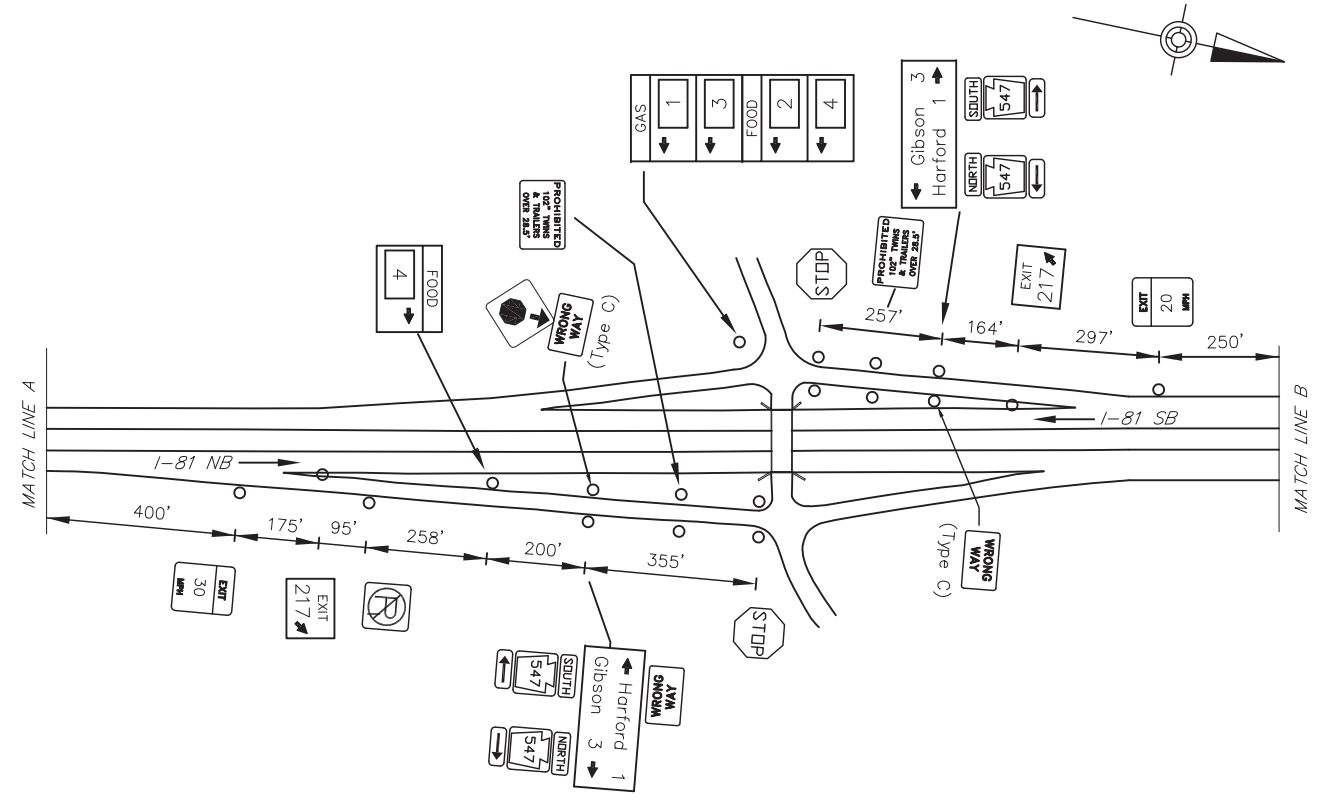 GAS
1
3
FOOD
2
4
Gibson 3
Harford 1
SOUTH
547
NORTH
547
PROHIBITED
102" TWINS
& TRAILERS
OVER 28.5'
FOOD
4
WRONG
WAY
(Type C)
STOP
PROHIBITED
102" TWINS
& TRAILERS
OVER 28.5'
EXIT
217
EXIT
20
MPH
257'
164'
297'
250'
MATCH LINE A
MATCH LINE B
I-81 SB
I-81 NB
400'
175'
95'
258'
200'
355'
EXIT
30
MPH
EXIT
217
P
STOP
WRONG
WAY
(Type C)
WRONG
WAY
Harford 1
Gibson 3
SOUTH
547
NORTH
547